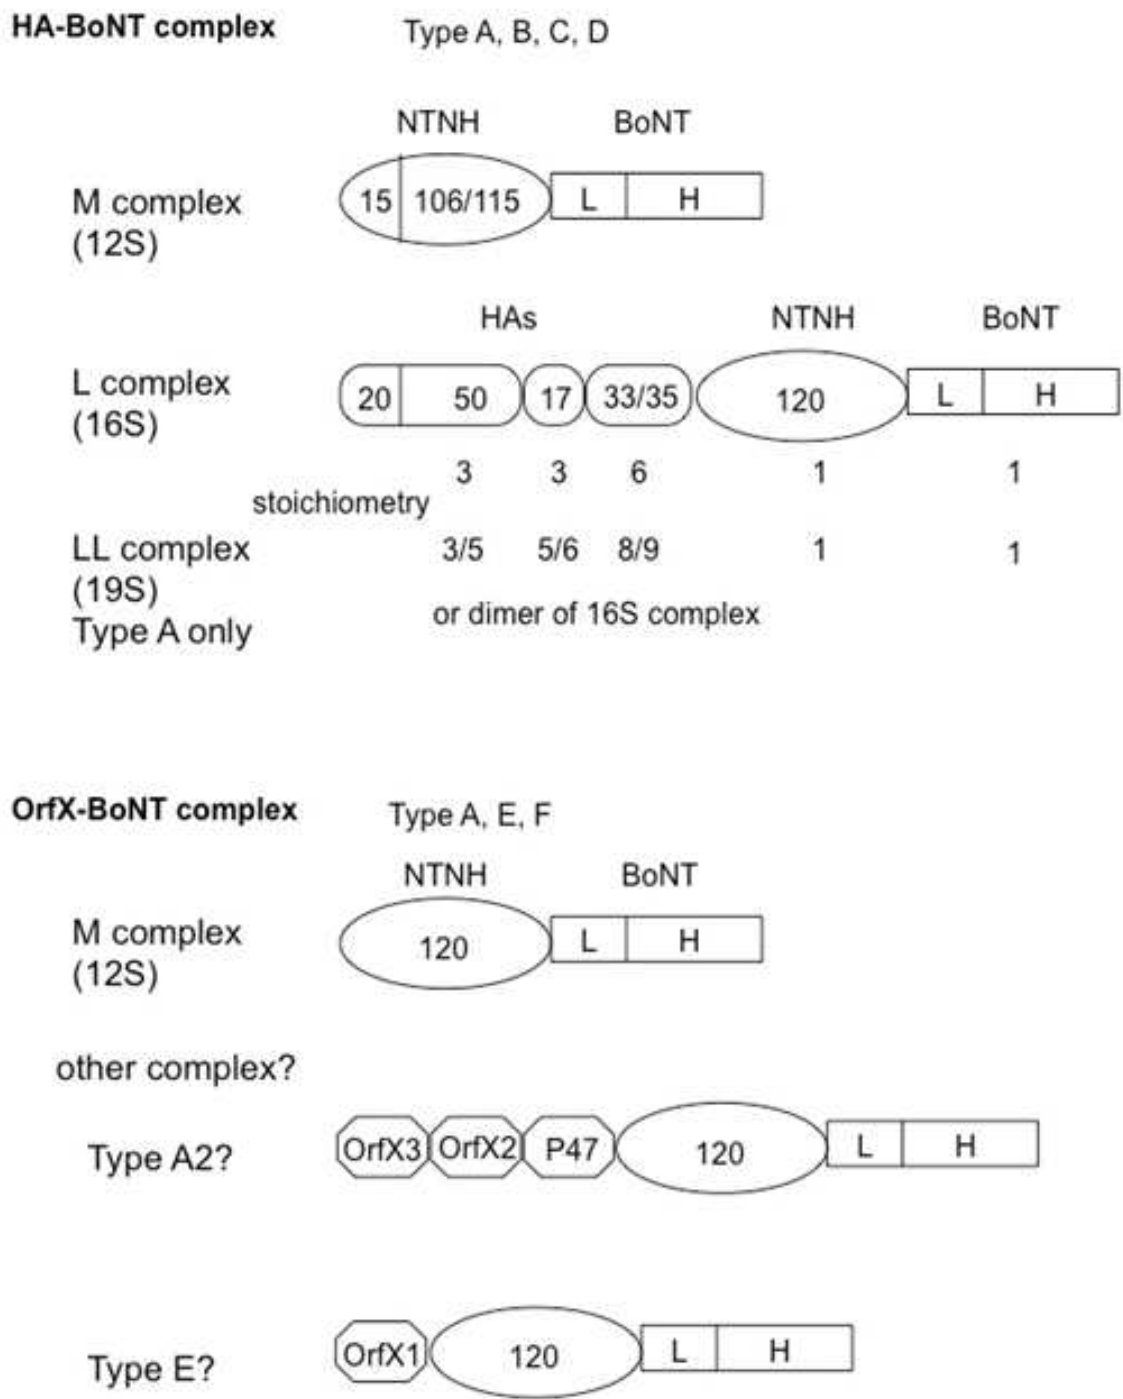 HA-BoNT complex Type A, B, C, D
NTNH BoNT
M complex
(12S)
15 106/115 L H
HAs NTNH BoNT
L complex
(16S)
20 50 17 33/35 120 L H
3 3 6 1 1
stoichiometry
LL complex
(19S)
Type A only
3/5 5/6 8/9 1 1
or dimer of 16S complex
OrfX-BoNT complex Type A, E, F
NTNH BoNT
M complex
(12S)
120 L H
other complex?
Type A2? OrfX3 OrfX2 P47 120 L H
Type E? OrfX1 120 L H